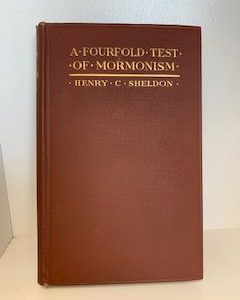 A·FOURFOLD·TEST·
·OF·MORMONISM·
·HENRY·C·SHELDON·